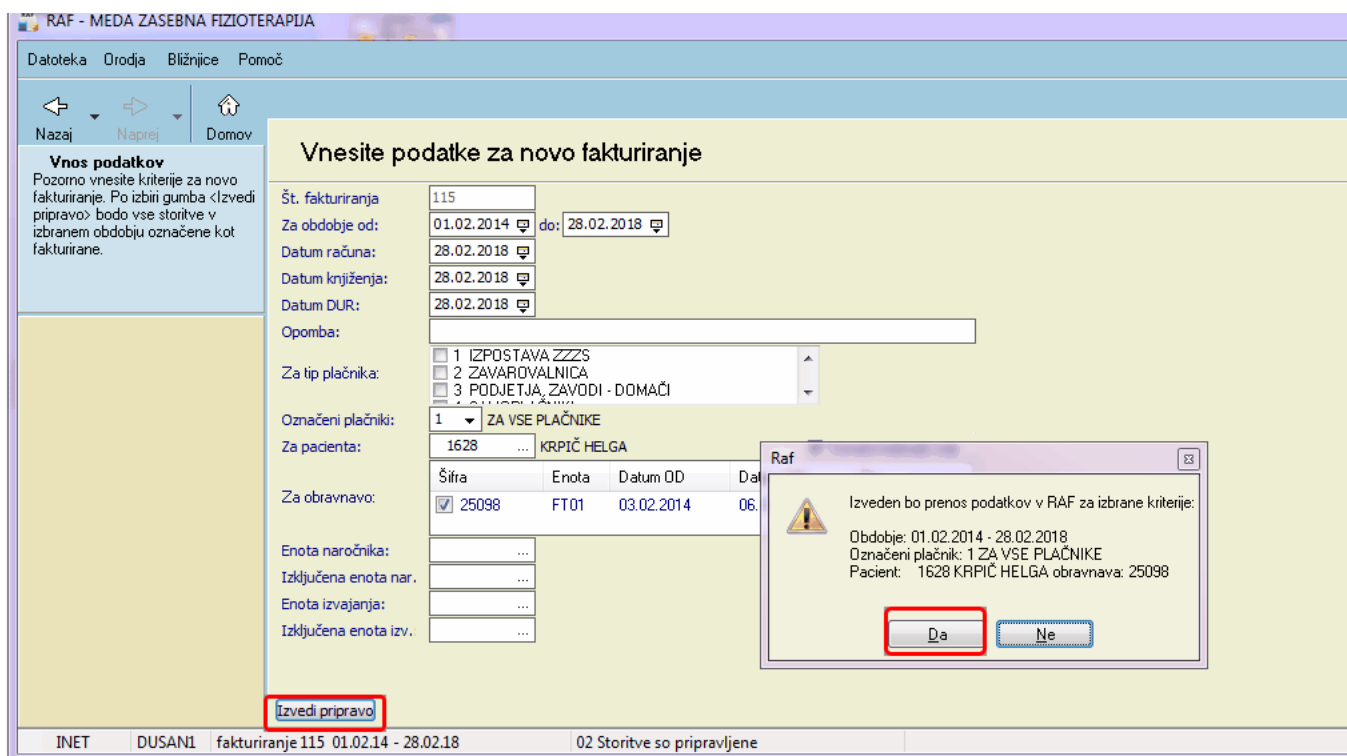 RAF - MEDA ZASEBNA FIZIOTERAPIJA
Datoteka Orodja Bližnjice Pomoč
Nazaj Naprej Domov
Vnos podatkov
Pozorno vnesite kriterije za novo
fakturiranje. Po izbiri gumba <Izvedi
pripravo> bodo vse storitve v
izbranem obdobju označene kot
fakturirane.
Vnesite podatke za novo fakturiranje
Št. fakturiranja 115
Za obdobje od: 01.02.2014 do: 28.02.2018
Datum računa: 28.02.2018
Datum knjiženja: 28.02.2018
Datum DUR: 28.02.2018
Opomba:
Za tip plačnika:
1 IZPOSTAVA ZZZS
2 ZAVAROVALNICA
3 PODJETJA, ZAVODI - DOMAČI
Označeni plačniki: 1 ZA VSE PLAČNIKE
Za pacienta: 1628 ... KRPIČ HELGA
Za obravnavo:
Šifra Enota Datum OD
25098 FT01 03.02.2014 06.
Enota naročnika: ...
Izključena enota nar. ...
Enota izvajanja: ...
Izključena enota izv. ...
Izvedi pripravo
Raf
Izveden bo prenos podatkov v RAF za izbrane kriterije:
Obdobje: 01.02.2014 - 28.02.2018
Označeni plačnik: 1 ZA VSE PLAČNIKE
Pacient: 1628 KRPIČ HELGA obravnava: 25098
Da Ne
INET DUSAN1 fakturiranje 115 01.02.14 - 28.02.18 02 Storitve so pripravljene